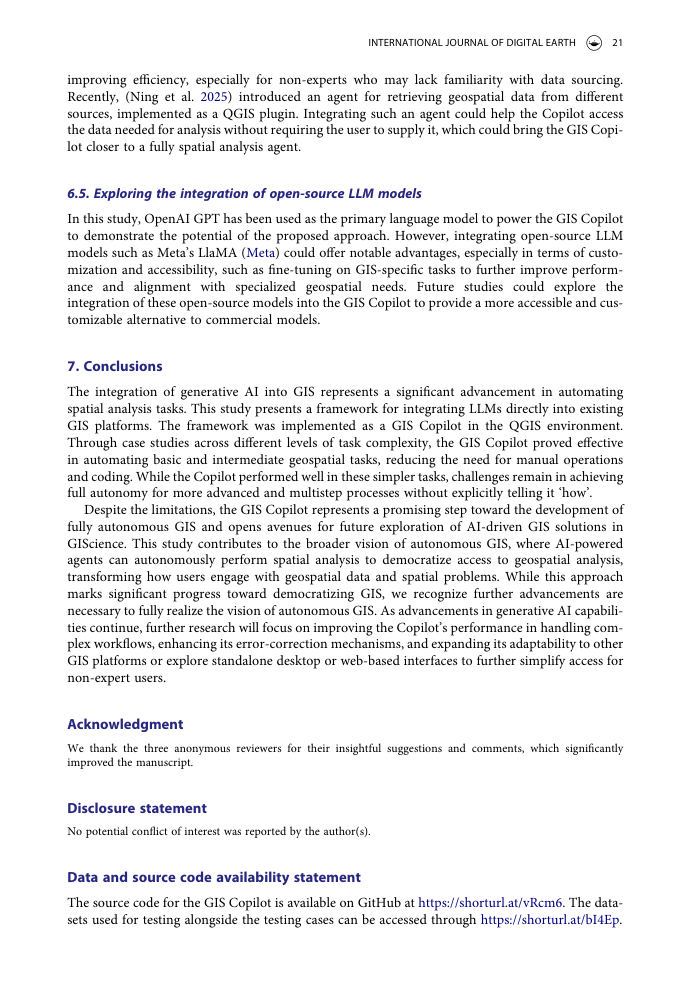 INTERNATIONAL JOURNAL OF DIGITAL EARTH 21
improving efficiency, especially for non-experts who may lack familiarity with data sourcing.
Recently, (Ning et al. 2025) introduced an agent for retrieving geospatial data from different
sources, implemented as a QGIS plugin. Integrating such an agent could help the Copilot access
the data needed for analysis without requiring the user to supply it, which could bring the GIS Copi-
lot closer to a fully spatial analysis agent.
6.5. Exploring the integration of open-source LLM models
In this study, OpenAI GPT has been used as the primary language model to power the GIS Copilot
to demonstrate the potential of the proposed approach. However, integrating open-source LLM
models such as Meta's LlaMA (Meta) could offer notable advantages, especially in terms of custo-
mization and accessibility, such as fine-tuning on GIS-specific tasks to further improve perform-
ance and alignment with specialized geospatial needs. Future studies could explore the
integration of these open-source models into the GIS Copilot to provide a more accessible and cus-
tomizable alternative to commercial models.
7. Conclusions
The integration of generative AI into GIS represents a significant advancement in automating
spatial analysis tasks. This study presents a framework for integrating LLMs directly into existing
GIS platforms. The framework was implemented as a GIS Copilot in the QGIS environment.
Through case studies across different levels of task complexity, the GIS Copilot proved effective
in automating basic and intermediate geospatial tasks, reducing the need for manual operations
and coding. While the Copilot performed well in these simpler tasks, challenges remain in achieving
full autonomy for more advanced and multistep processes without explicitly telling it 'how'.
Despite the limitations, the GIS Copilot represents a promising step toward the development of
fully autonomous GIS and opens avenues for future exploration of AI-driven GIS solutions in
GIScience. This study contributes to the broader vision of autonomous GIS, where AI-powered
agents can autonomously perform spatial analysis to democratize access to geospatial analysis,
transforming how users engage with geospatial data and spatial problems. While this approach
marks significant progress toward democratizing GIS, we recognize further advancements are
necessary to fully realize the vision of autonomous GIS. As advancements in generative AI capabili-
ties continue, further research will focus on improving the Copilot's performance in handling com-
plex workflows, enhancing its error-correction mechanisms, and expanding its adaptability to other
GIS platforms or explore standalone desktop or web-based interfaces to further simplify access for
non-expert users.
Acknowledgment
We thank the three anonymous reviewers for their insightful suggestions and comments, which significantly
improved the manuscript.
Disclosure statement
No potential conflict of interest was reported by the author(s).
Data and source code availability statement
The source code for the GIS Copilot is available on GitHub at https://shorturl.at/vRcm6. The data-
sets used for testing alongside the testing cases can be accessed through https://shorturl.at/bI4Ep.